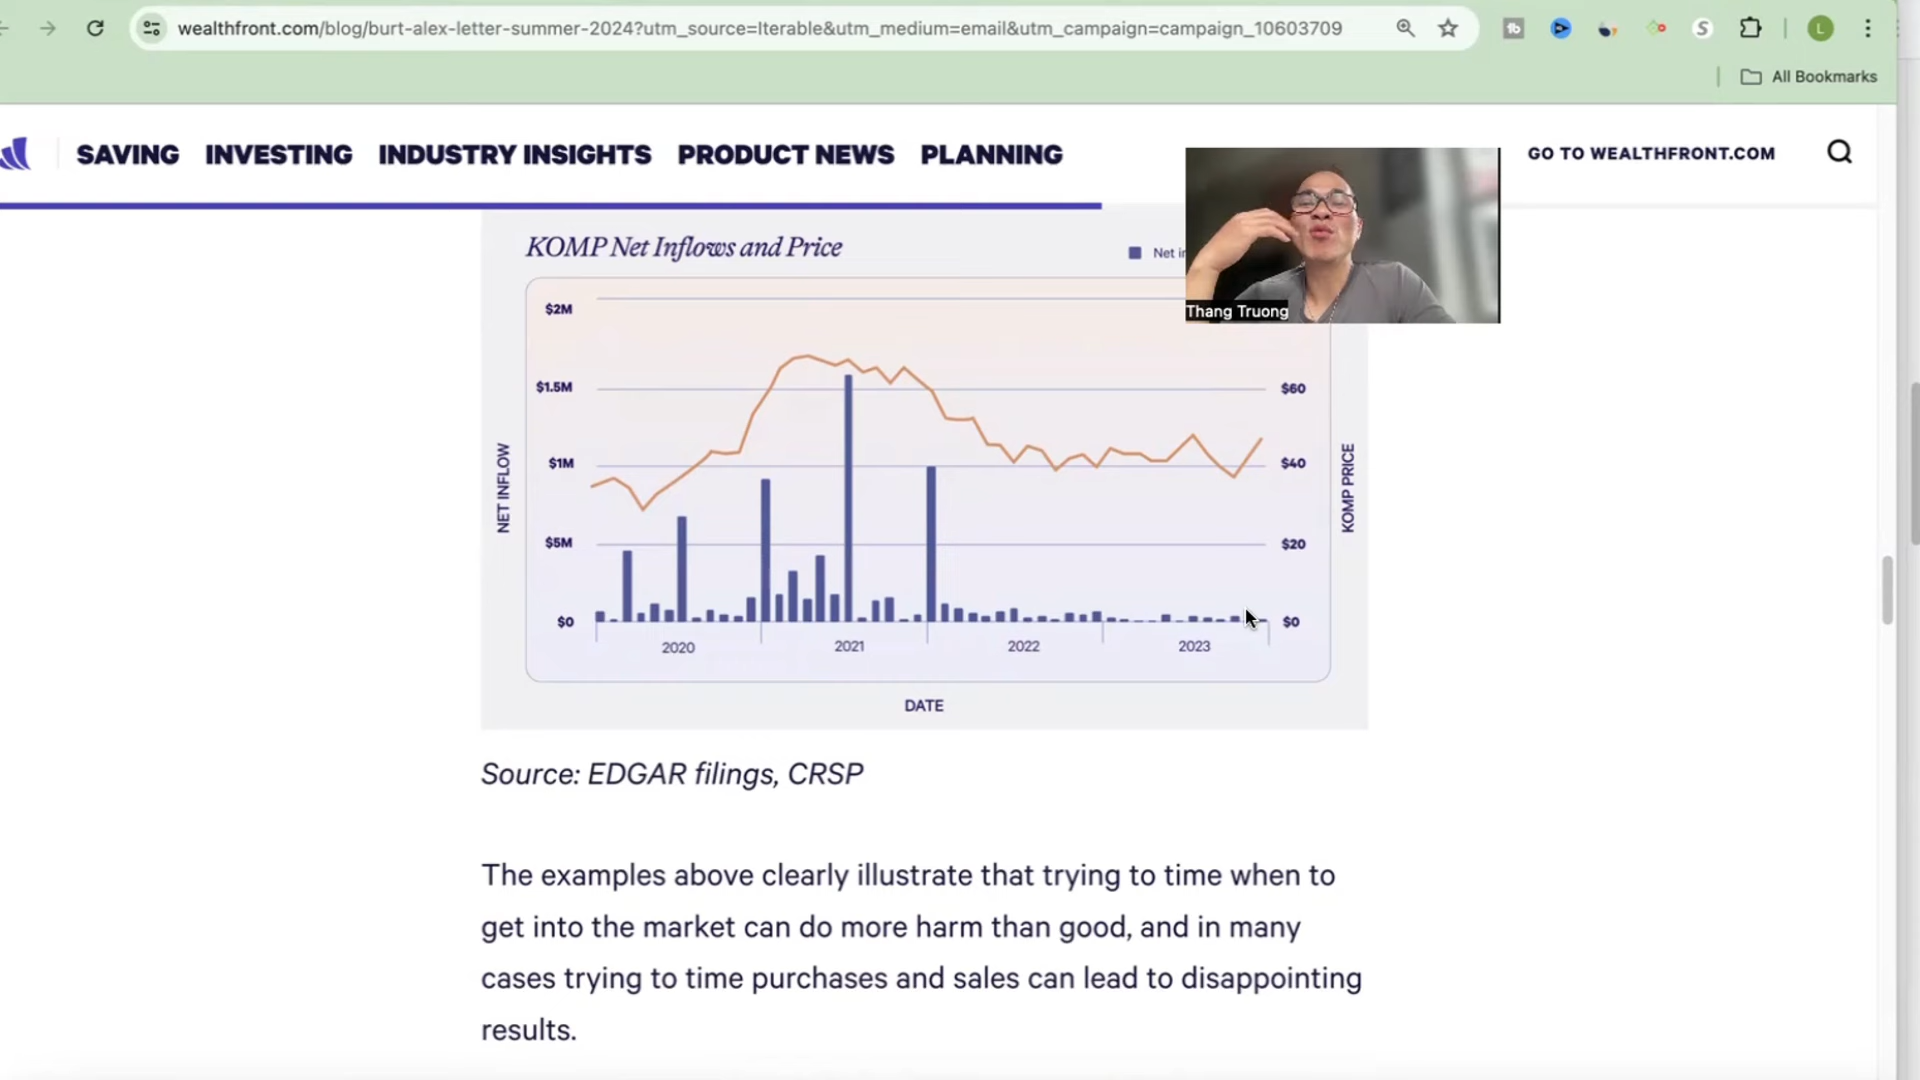 wealthfront.com/blog/burt-alex-letter-summer-2024?utm_source=Iterable&utm_medium=email&utm_campaign=campaign_10603709
L
All Bookmarks
SAVING INVESTING INDUSTRY INSIGHTS PRODUCT NEWS PLANNING
GO TO WEALTHFRONT.COM
KOMP Net Inflows and Price
Net
Thang Truong
$2M
$1.5M
$60
$1M
$40
$5M
$20
$0
$0
NET INFLOW
KOMP PRICE
2020 2021 2022 2023
DATE
Source: EDGAR filings, CRSP
The examples above clearly illustrate that trying to time when to
get into the market can do more harm than good, and in many
cases trying to time purchases and sales can lead to disappointing
results.